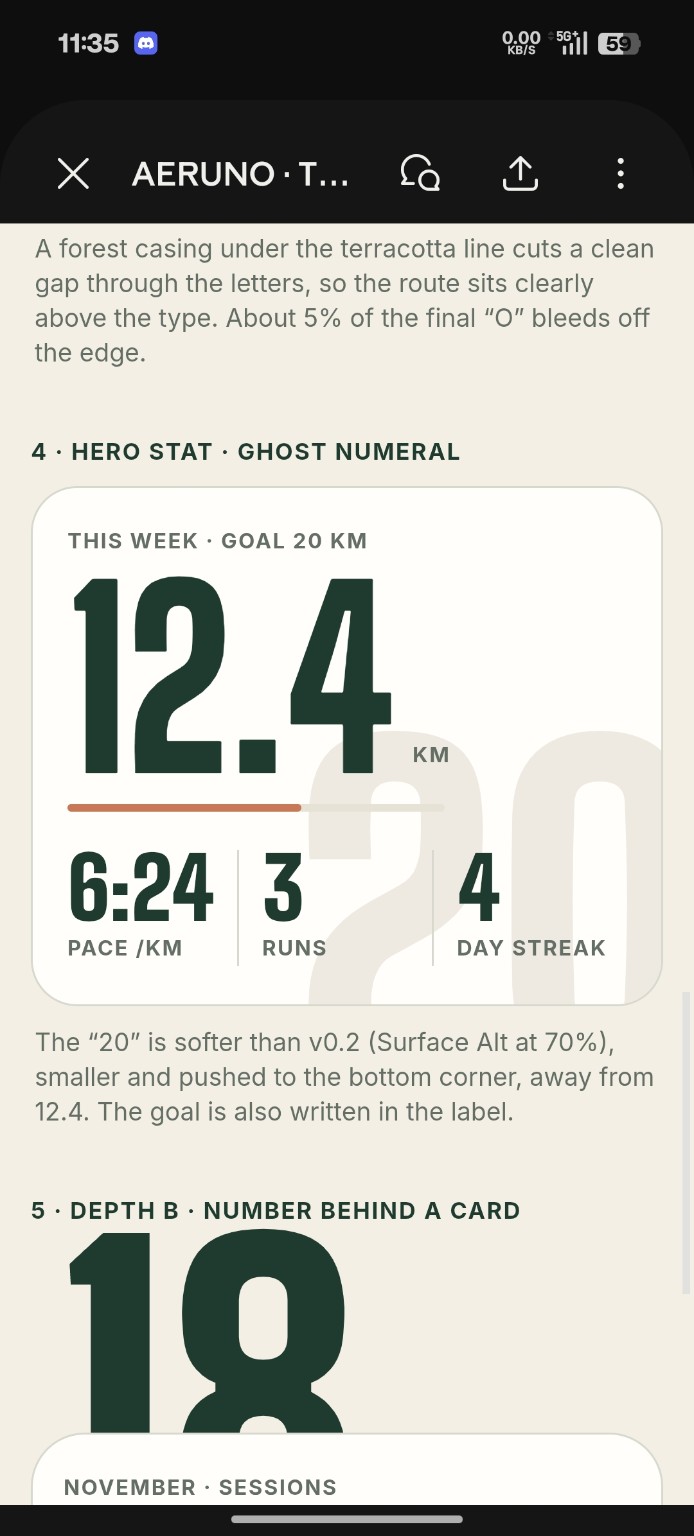 11:35
0.00
KB/S
5G+
59
AERUNO · T...
A forest casing under the terracotta line cuts a clean
gap through the letters, so the route sits clearly
above the type. About 5% of the final “O” bleeds off
the edge.
4 · HERO STAT · GHOST NUMERAL
THIS WEEK · GOAL 20 KM
12.4
KM
20
6:24
PACE /KM
3
RUNS
4
DAY STREAK
The “20” is softer than v0.2 (Surface Alt at 70%),
smaller and pushed to the bottom corner, away from
12.4. The goal is also written in the label.
5 · DEPTH B · NUMBER BEHIND A CARD
18
NOVEMBER · SESSIONS